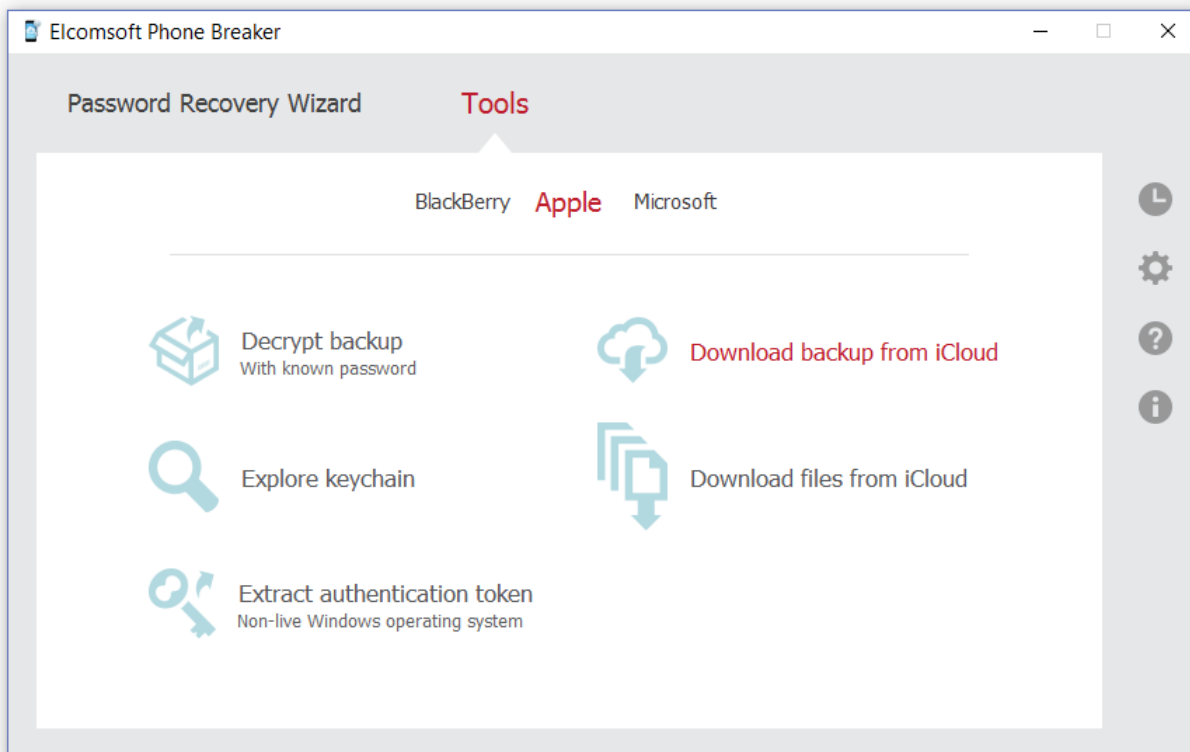 Elcomsoft Phone Breaker
Password Recovery Wizard Tools
BlackBerry Apple Microsoft
Decrypt backup
With known password
Download backup from iCloud
Explore keychain
Download files from iCloud
Extract authentication token
Non-live Windows operating system